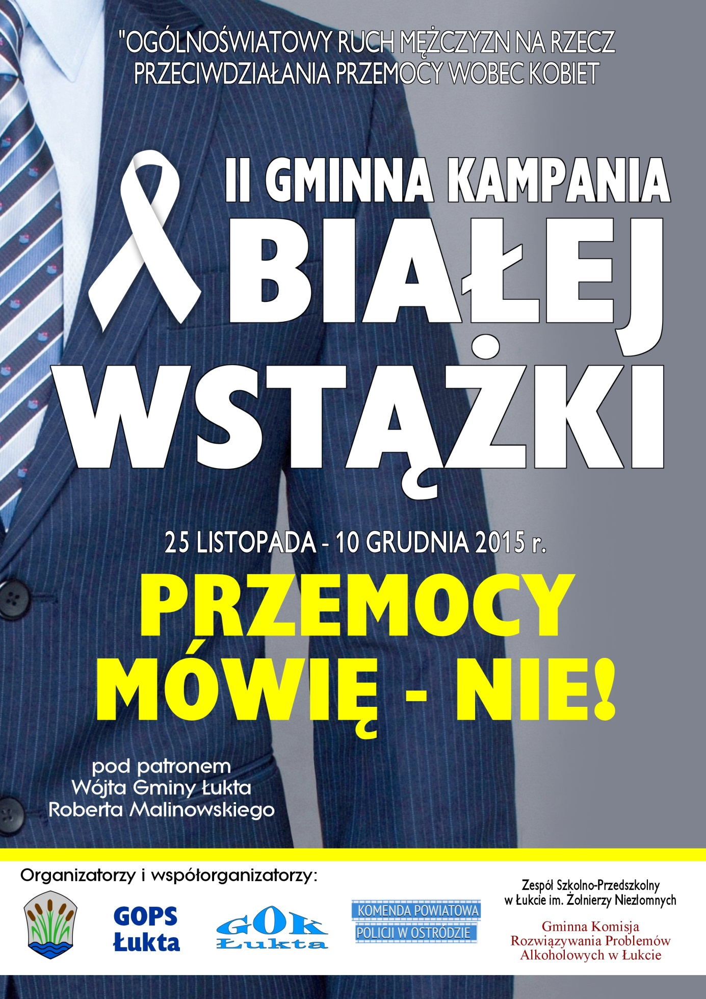 "OGÓLNOŚWIATOWY RUCH MĘŻCZYZN NA RZECZ
PRZECIWDZIAŁANIA PRZEMOCY WOBEC KOBIET
II GMINNA KAMPANIA
BIAŁEJ
WSTĄŻKI
25 LISTOPADA - 10 GRUDNIA 2015 r.
PRZEMOCY
MÓWIĘ - NIE!
pod patronem
Wójta Gminy Łukta
Roberta Malinowskiego
Organizatorzy i współorganizatorzy:
GOPS
Łukta
GOK
Łukta
KOMENDA POWIATOWA
POLICJI W OSTRÓDZIE
Zespół Szkolno-Przedszkolny
w Łukcie im. Żołnierzy Niezłomnych
Gminna Komisja
Rozwiązywania Problemów
Alkoholowych w Łukcie